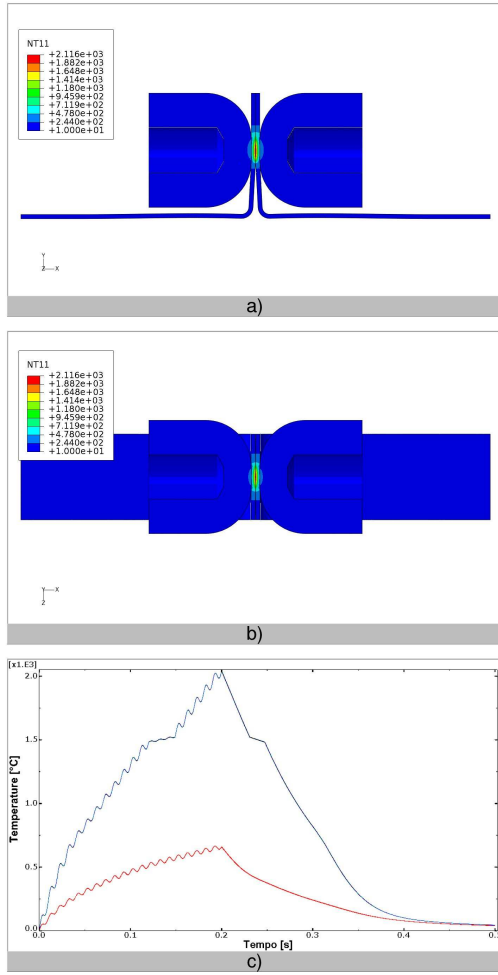 NT11
+2.116e+03
+1.882e+03
+1.648e+03
+1.414e+03
+1.180e+03
+9.459e+02
+7.119e+02
+4.780e+02
+2.440e+02
+1.000e+01
Y
Z X
a)
NT11
+2.116e+03
+1.882e+03
+1.648e+03
+1.414e+03
+1.180e+03
+9.459e+02
+7.119e+02
+4.780e+02
+2.440e+02
+1.000e+01
Y X
Z
b)
[x1.E3]
2.0
1.5
1.0
0.5
0.0
Temperature [°C]
0.0 0.1 0.2 0.3 0.4 0.5
Tempo [s]
c)